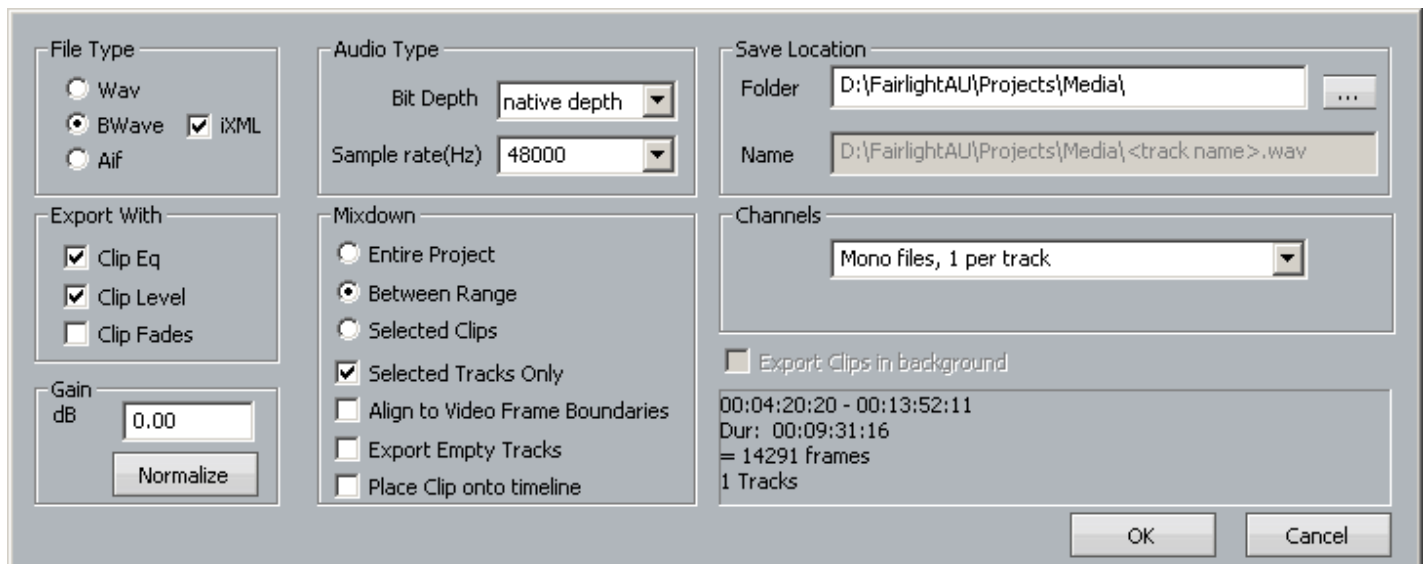 File Type
Wav
BWave iXML
Aif
Audio Type
Bit Depth native depth
Sample rate(Hz) 48000
Save Location
Folder D:\FairlightAU\Projects\Media\ ...
Name D:\FairlightAU\Projects\Media\<track name>.wav
Export With
Clip Eq
Clip Level
Clip Fades
Mixdown
Entire Project
Between Range
Selected Clips
Selected Tracks Only
Align to Video Frame Boundaries
Export Empty Tracks
Place Clip onto timeline
Channels
Mono files, 1 per track
Export Clips in background
Gain
dB 0.00
Normalize
00:04:20:20 - 00:13:52:11
Dur: 00:09:31:16
= 14291 frames
1 Tracks
OK Cancel